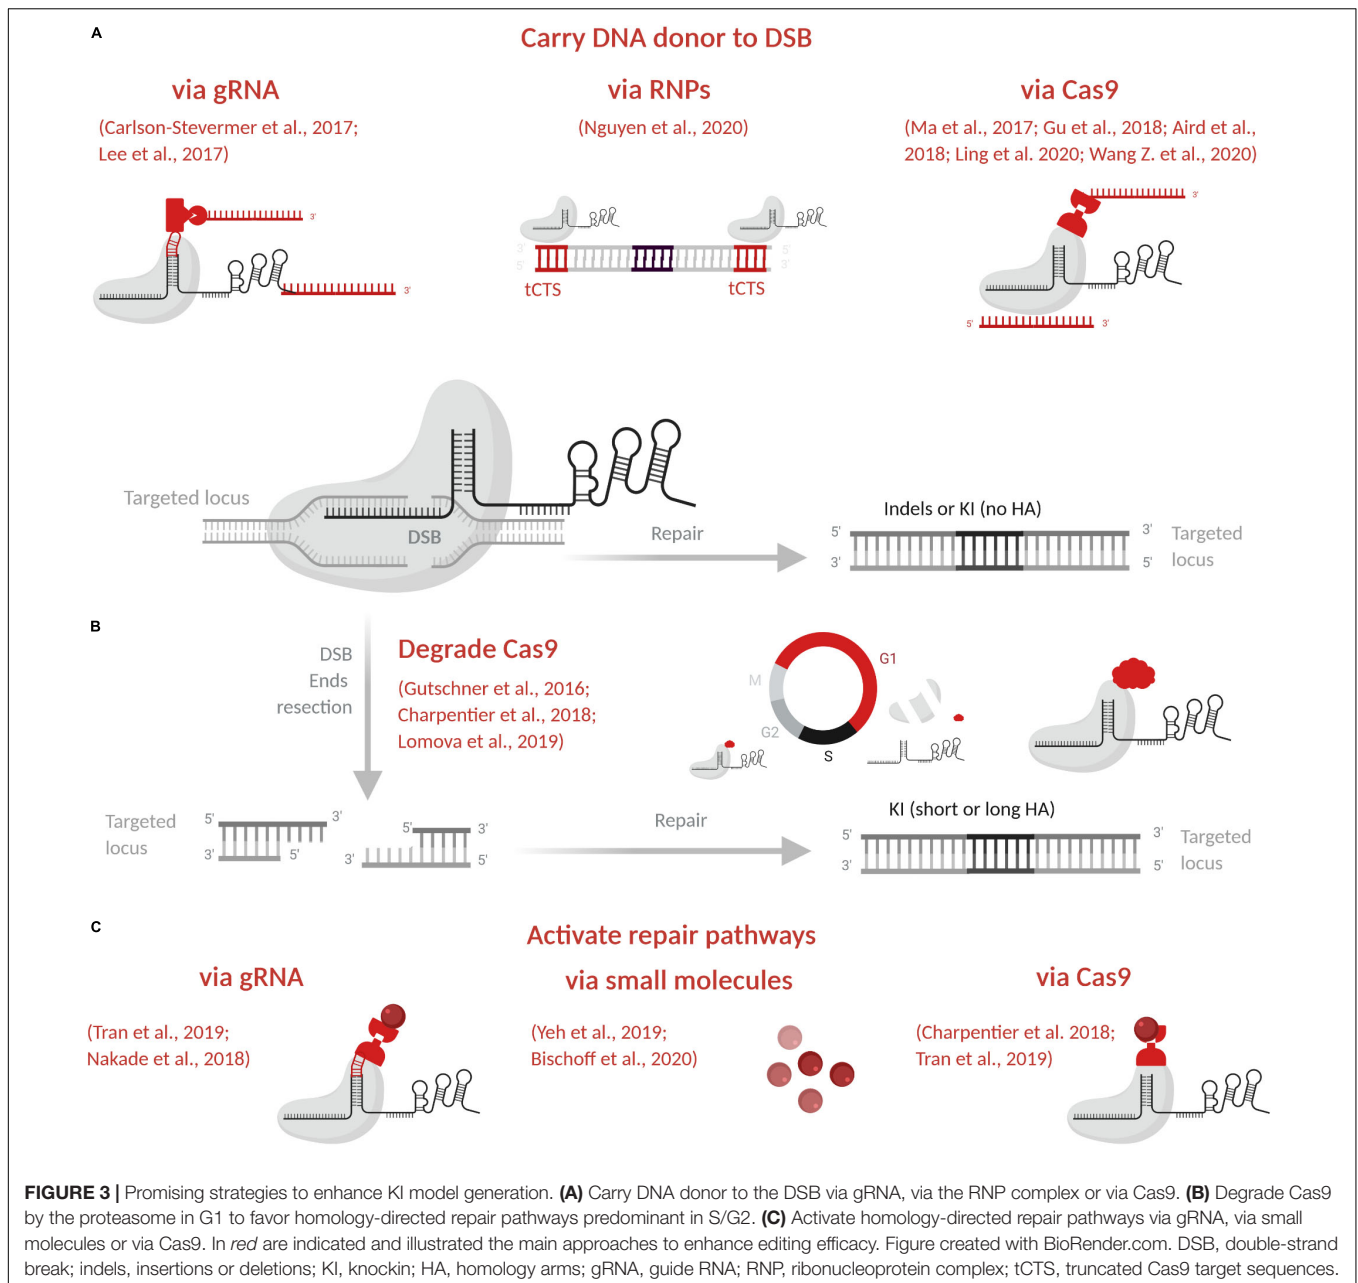 A
Carry DNA donor to DSB
via gRNA
(Carlson-Stevermer et al., 2017;
Lee et al., 2017)
via RNPs
(Nguyen et al., 2020)
via Cas9
(Ma et al., 2017; Gu et al., 2018; Aird et al.,
2018; Ling et al. 2020; Wang Z. et al., 2020)
3'
3'
tCTS
tCTS
3'
5'
3'
Targeted locus
DSB
Repair
Indels or KI (no HA)
5'
3'
3'
5'
Targeted
locus
B
DSB
Ends
resection
Degrade Cas9
(Gutschner et al., 2016;
Charpentier et al., 2018;
Lomova et al., 2019)
G1
M
G2
S
Targeted
locus
5'
3'
3'
5'
5'
3'
3'
5'
Repair
KI (short or long HA)
5'
3'
3'
5'
Targeted
locus
C
Activate repair pathways
via gRNA
(Tran et al., 2019;
Nakade et al., 2018)
via small molecules
(Yeh et al., 2019;
Bischoff et al., 2020)
via Cas9
(Charpentier et al. 2018;
Tran et al., 2019)
FIGURE 3 | Promising strategies to enhance KI model generation. (A) Carry DNA donor to the DSB via gRNA, via the RNP complex or via Cas9. (B) Degrade Cas9
by the proteasome in G1 to favor homology-directed repair pathways predominant in S/G2. (C) Activate homology-directed repair pathways via gRNA, via small
molecules or via Cas9. In red are indicated and illustrated the main approaches to enhance editing efficacy. Figure created with BioRender.com. DSB, double-strand
break; indels, insertions or deletions; KI, knockin; HA, homology arms; gRNA, guide RNA; RNP, ribonucleoprotein complex; tCTS, truncated Cas9 target sequences.